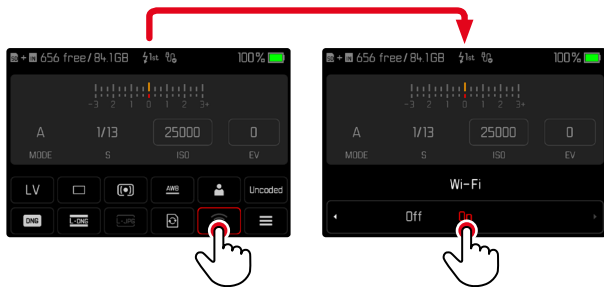 + IN 656 free / 84.1GB 1st 100 %
-3 2 1 0 1 2 3+
A 1/13 25000 0
MODE S ISO EV
LV AWB Uncoded
DNG L-DNG L-JPG
+ IN 656 free / 84.1GB 1st 100 %
-3 2 1 0 1 2 3+
A 1/13 25000 0
MODE S ISO EV
Wi-Fi
Off On